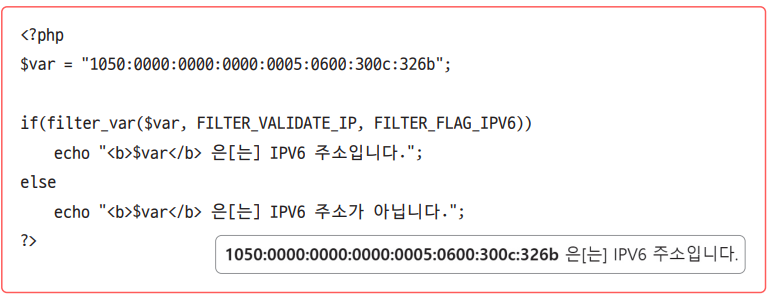 <?php
$var = "1050:0000:0000:0000:0005:0600:300c:326b";
if(filter_var($var, FILTER_VALIDATE_IP, FILTER_FLAG_IPV6))
echo "<b>$var</b> 은[는] IPV6 주소입니다.";
else
echo "<b>$var</b> 은[는] IPV6 주소가 아닙니다.";
?>
1050:0000:0000:0000:0005:0600:300c:326b 은[는] IPV6 주소입니다.